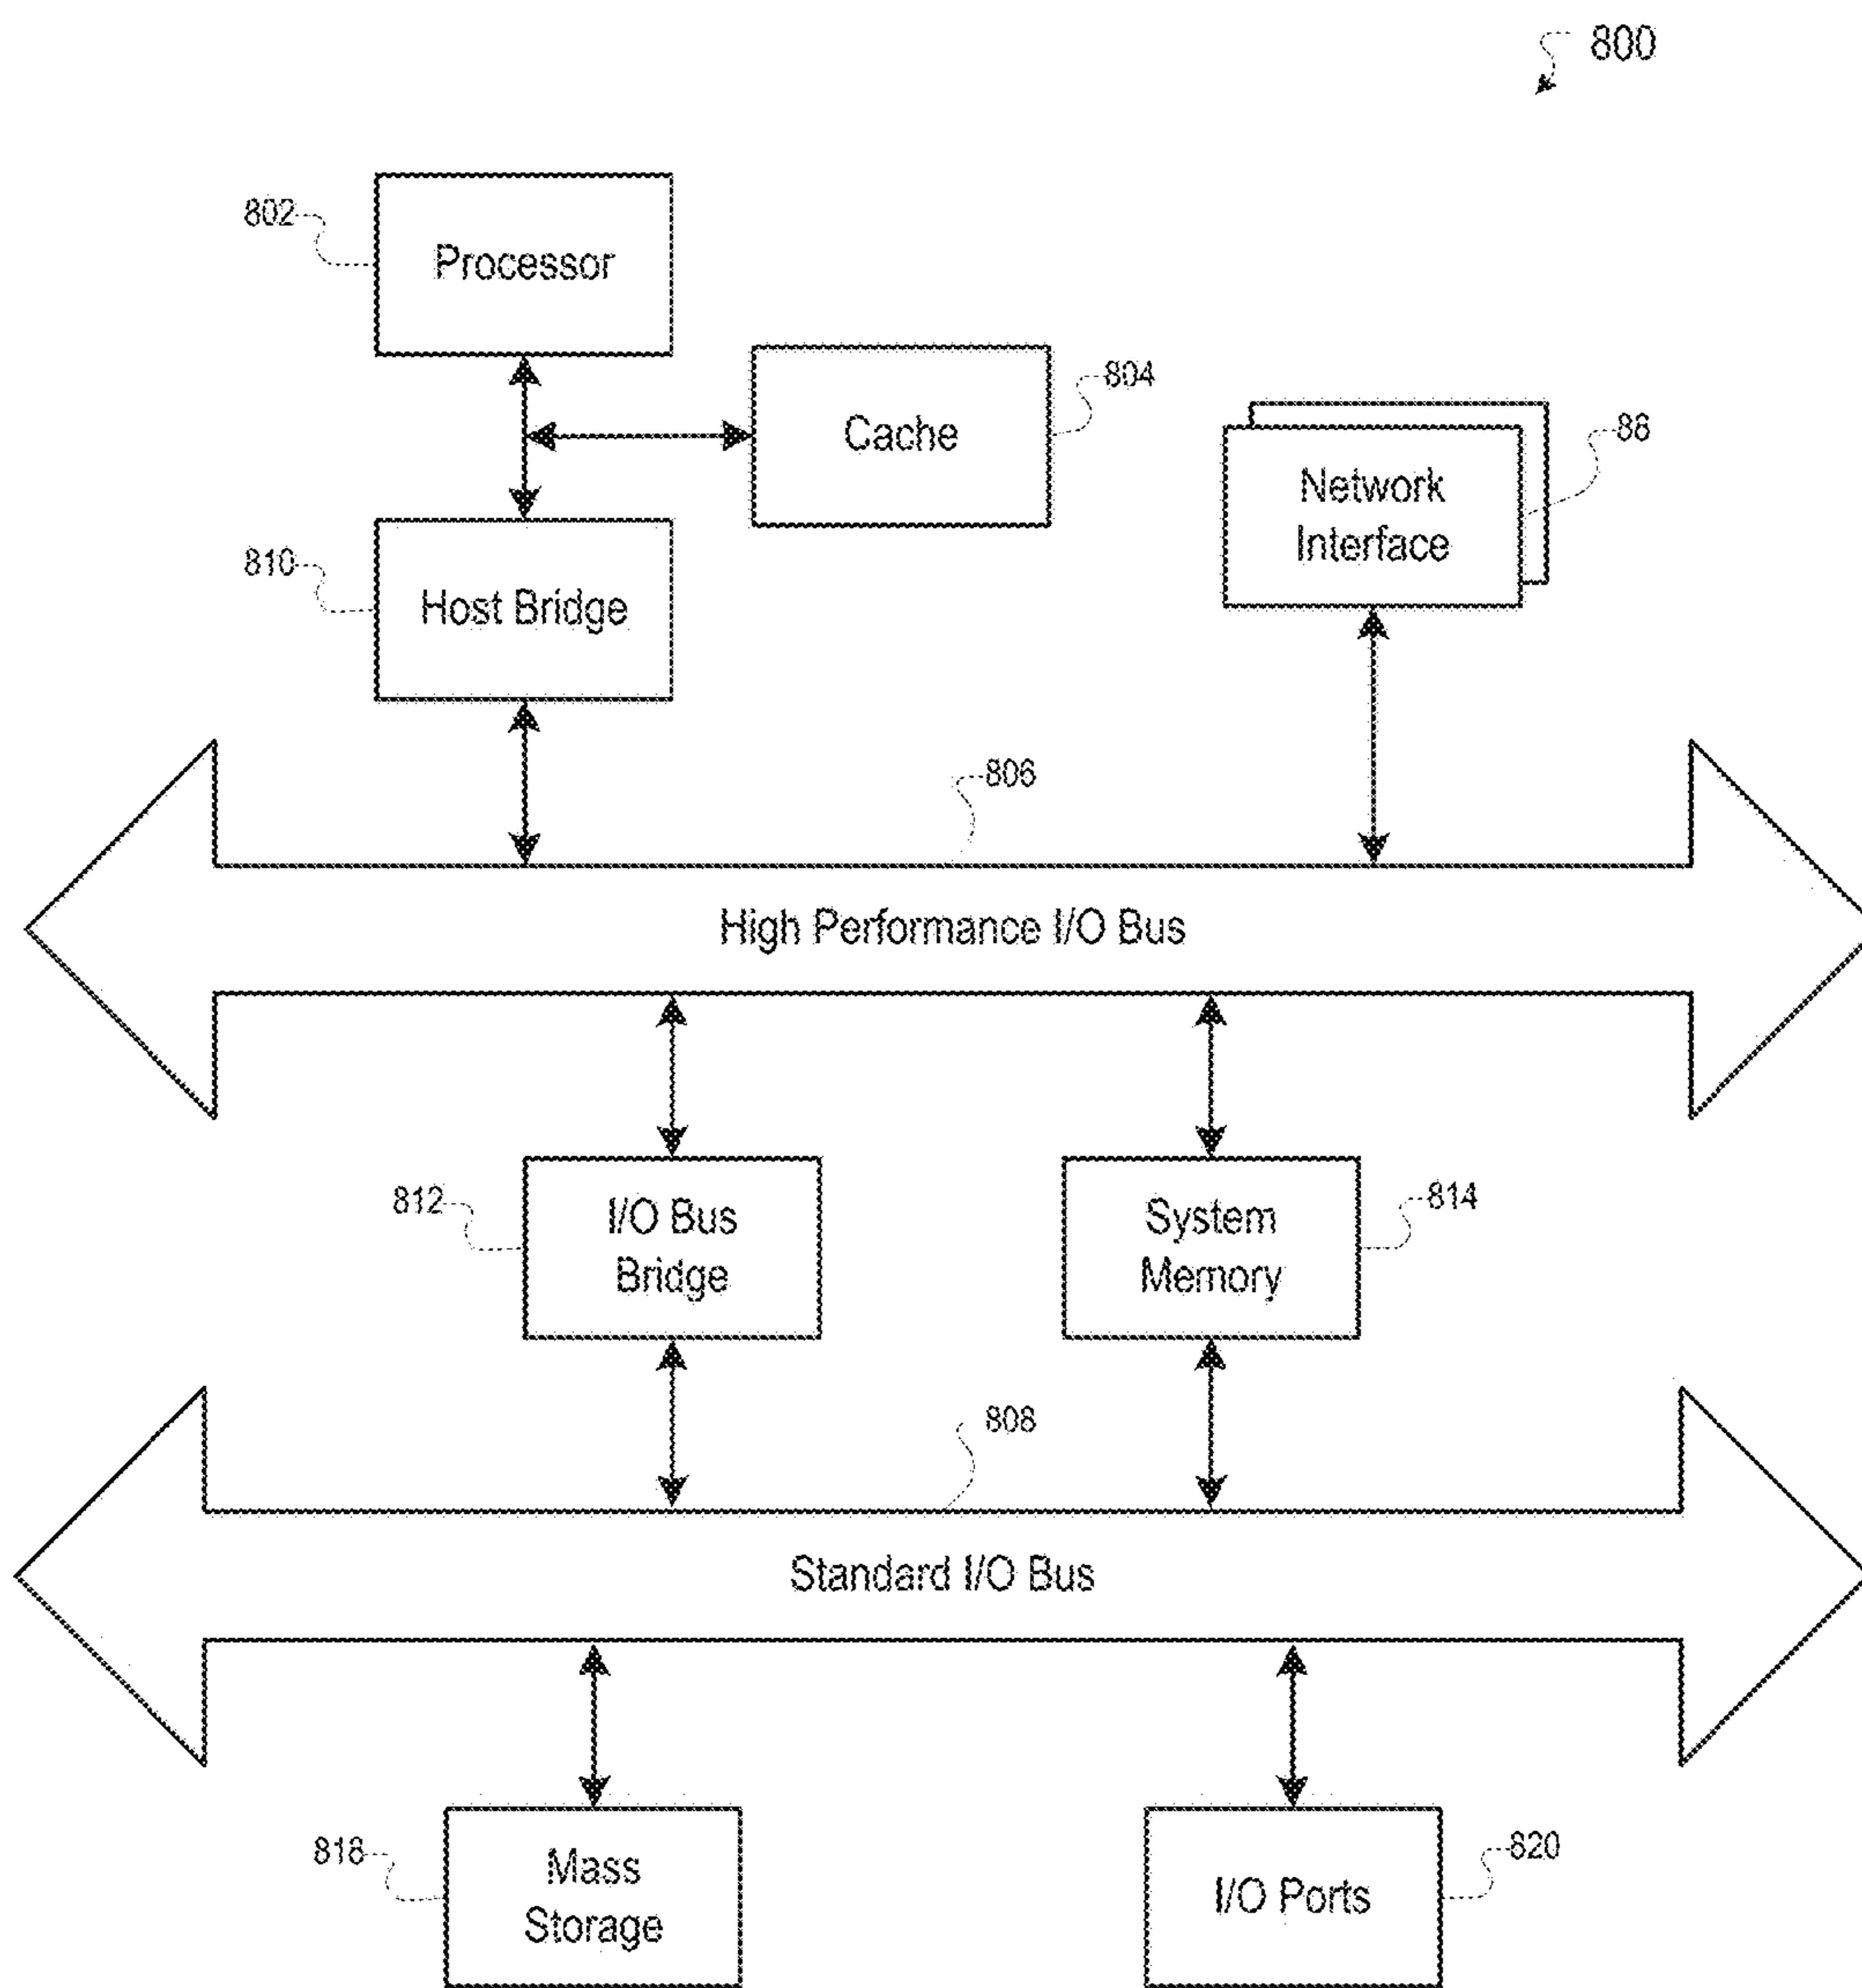 800
802
Processor
804
Cache
86
Network
Interface
810
Host Bridge
806
High Performance I/O Bus
812
I/O Bus
Bridge
814
System
Memory
808
Standard I/O Bus
818
Mass
Storage
820
I/O Ports